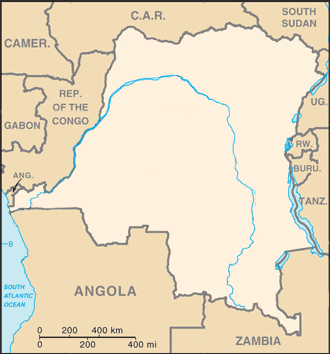 C.A.R.
SOUTH
SUDAN
CAMER.
REP.
OF THE
CONGO
UG.
GABON
RW.
BURU.
ANG.
TANZ.
B
SOUTH
ATLANTIC
OCEAN
ANGOLA
0 200 400 km
0 200 400 mi
ZAMBIA